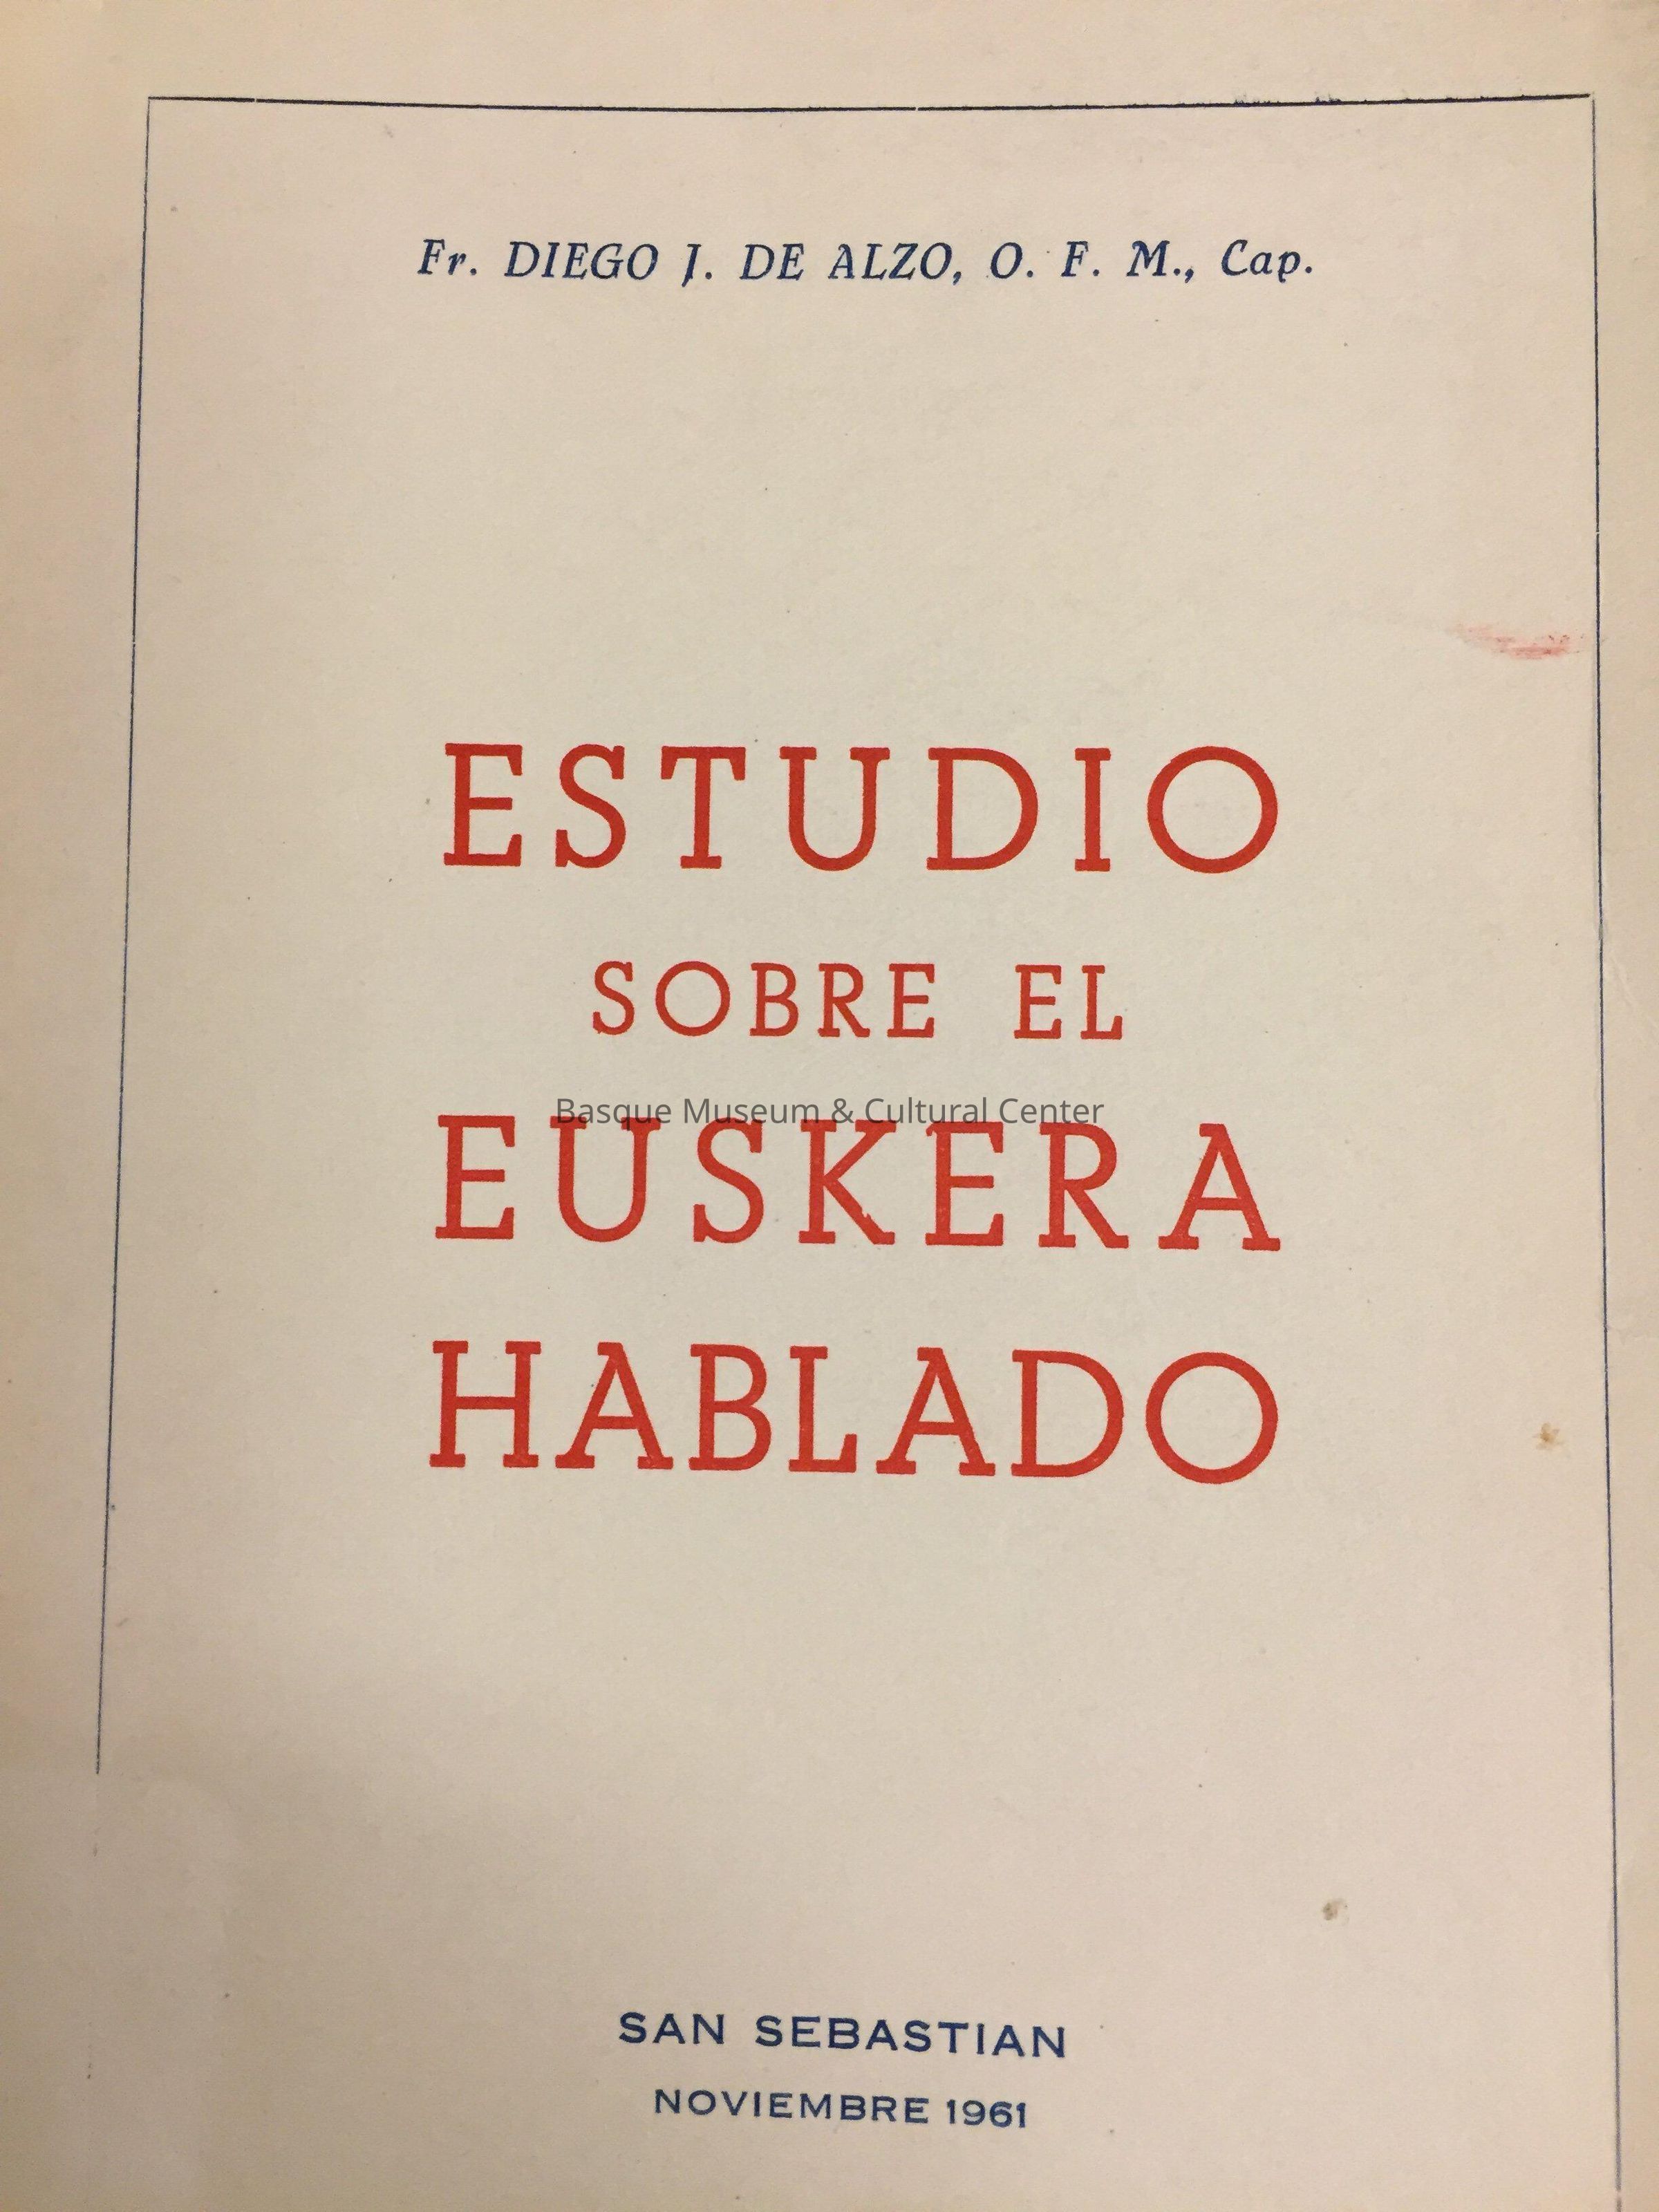 Fr. DIEGO J. DE ALZO, O. F. M., Cap.
ESTUDIO
SOBRE EL
Basque Museum & Cultural Center
EUSKERA
HABLADO
SAN SEBASTIAN
NOVIEMBRE 1961